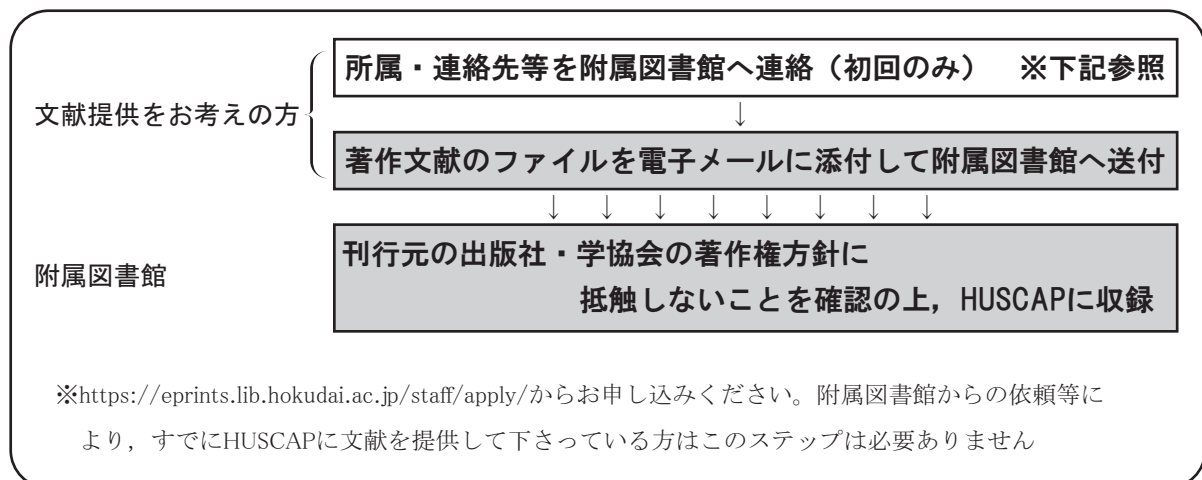 所属・連絡先等を附属図書館へ連絡（初回のみ）　※下記参照
文献提供をお考えの方
↓
著作文献のファイルを電子メールに添付して附属図書館へ送付
↓　↓　↓　↓　↓　↓　↓　↓
刊行元の出版社・学協会の著作権方針に
附属図書館
抵触しないことを確認の上，HUSCAPに収録
※https://eprints.lib.hokudai.ac.jp/staff/apply/からお申し込みください。附属図書館からの依頼等に
より，すでにHUSCAPに文献を提供して下さっている方はこのステップは必要ありません